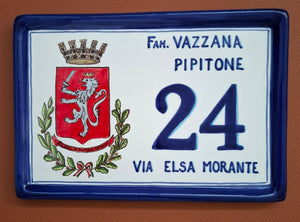 Fam. VAZZANA
PIPITONE
24
VIA ELSA MORANTE